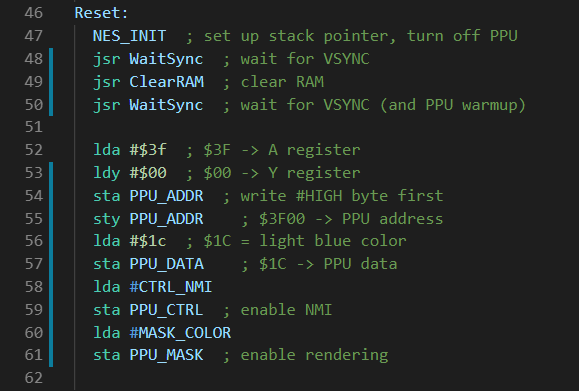 46 Reset:
47 NES_INIT ; set up stack pointer, turn off PPU
48 jsr WaitSync ; wait for VSYNC
49 jsr ClearRAM ; clear RAM
50 jsr WaitSync ; wait for VSYNC (and PPU warmup)
51
52 lda #$3f ; $3F -> A register
53 ldy #$00 ; $00 -> Y register
54 sta PPU_ADDR ; write #HIGH byte first
55 sty PPU_ADDR ; $3F00 -> PPU address
56 lda #$1c ; $1C = light blue color
57 sta PPU_DATA ; $1C -> PPU data
58 lda #CTRL_NMI
59 sta PPU_CTRL ; enable NMI
60 lda #MASK_COLOR
61 sta PPU_MASK ; enable rendering
62